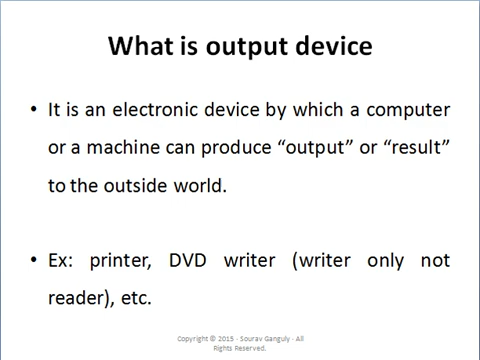 What is output device
• It is an electronic device by which a computer
or a machine can produce “output” or “result”
to the outside world.
• Ex: printer, DVD writer (writer only not
reader), etc.
Copyright © 2015 - Sourav Ganguly - All
Rights Reserved.